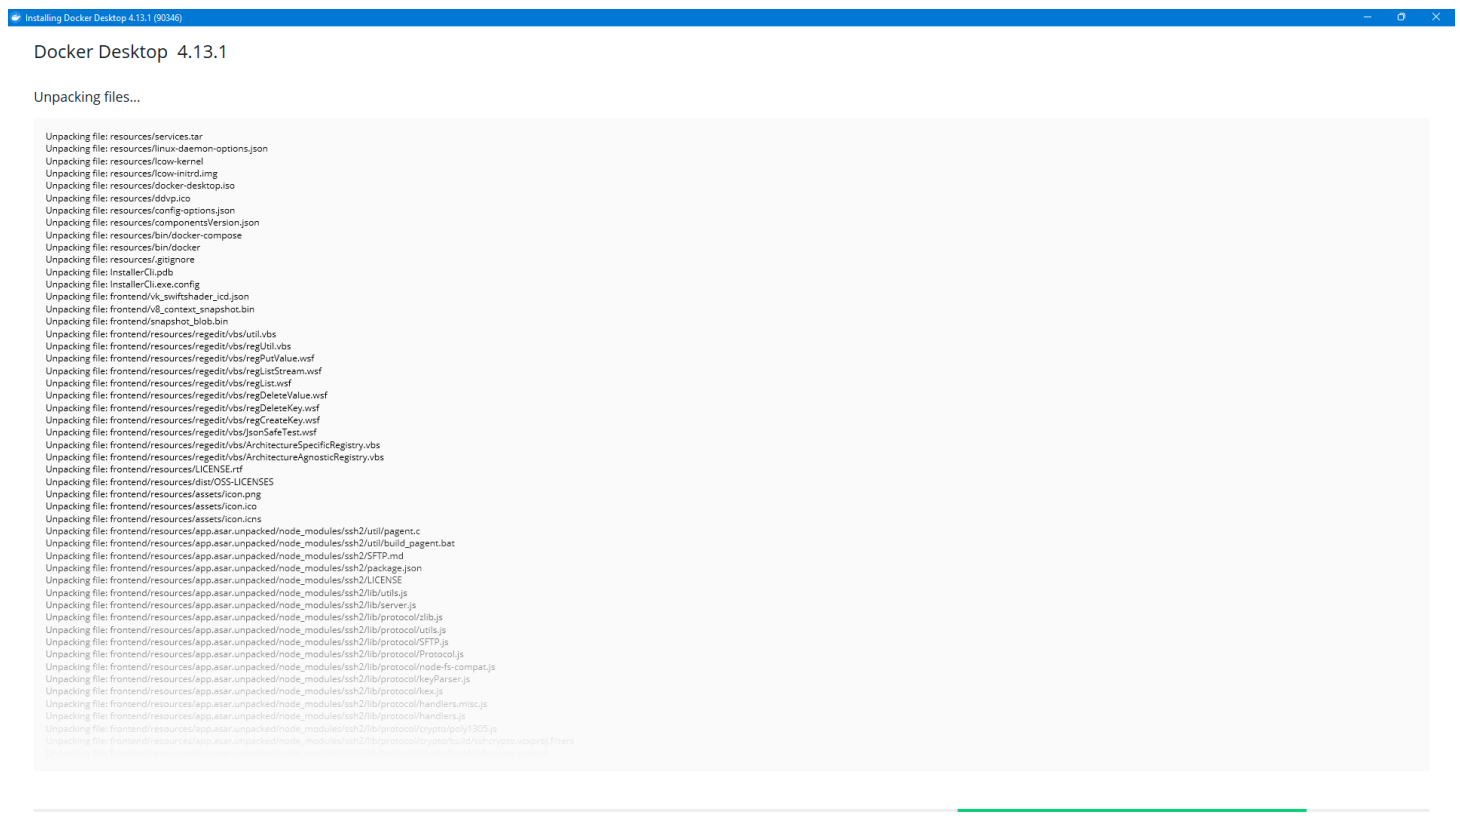 Installing Docker Desktop 4.13.1 (90346)
Docker Desktop 4.13.1
Unpacking files...
Unpacking file: resources/services.tar
Unpacking file: resources/linux-daemon-options.json
Unpacking file: resources/lcow-kernel
Unpacking file: resources/lcow-initrd.img
Unpacking file: resources/docker-desktop.iso
Unpacking file: resources/ddvp.ico
Unpacking file: resources/config-options.json
Unpacking file: resources/componentsVersion.json
Unpacking file: resources/bin/docker-compose
Unpacking file: resources/bin/docker
Unpacking file: resources/.gitignore
Unpacking file: InstallerCli.pdb
Unpacking file: InstallerCli.exe.config
Unpacking file: frontend/vk_swiftshader_icd.json
Unpacking file: frontend/v8_context_snapshot.bin
Unpacking file: frontend/snapshot_blob.bin
Unpacking file: frontend/resources/regedit/vbs/util.vbs
Unpacking file: frontend/resources/regedit/vbs/regUtil.vbs
Unpacking file: frontend/resources/regedit/vbs/regPutValue.wsf
Unpacking file: frontend/resources/regedit/vbs/regListStream.wsf
Unpacking file: frontend/resources/regedit/vbs/regList.wsf
Unpacking file: frontend/resources/regedit/vbs/regDeleteValue.wsf
Unpacking file: frontend/resources/regedit/vbs/regDeleteKey.wsf
Unpacking file: frontend/resources/regedit/vbs/regCreateKey.wsf
Unpacking file: frontend/resources/regedit/vbs/JsonSafeTest.wsf
Unpacking file: frontend/resources/regedit/vbs/ArchitectureSpecificRegistry.vbs
Unpacking file: frontend/resources/regedit/vbs/ArchitectureAgnosticRegistry.vbs
Unpacking file: frontend/resources/LICENSE.rtf
Unpacking file: frontend/resources/dist/OSS-LICENSES
Unpacking file: frontend/resources/assets/icon.png
Unpacking file: frontend/resources/assets/icon.ico
Unpacking file: frontend/resources/assets/icon.icns
Unpacking file: frontend/resources/app.asar.unpacked/node_modules/ssh2/util/pagent.c
Unpacking file: frontend/resources/app.asar.unpacked/node_modules/ssh2/util/build_pagent.bat
Unpacking file: frontend/resources/app.asar.unpacked/node_modules/ssh2/SFTP.md
Unpacking file: frontend/resources/app.asar.unpacked/node_modules/ssh2/package.json
Unpacking file: frontend/resources/app.asar.unpacked/node_modules/ssh2/LICENSE
Unpacking file: frontend/resources/app.asar.unpacked/node_modules/ssh2/lib/utils.js
Unpacking file: frontend/resources/app.asar.unpacked/node_modules/ssh2/lib/server.js
Unpacking file: frontend/resources/app.asar.unpacked/node_modules/ssh2/lib/protocol/zlib.js
Unpacking file: frontend/resources/app.asar.unpacked/node_modules/ssh2/lib/protocol/utils.js
Unpacking file: frontend/resources/app.asar.unpacked/node_modules/ssh2/lib/protocol/SFTP.js
Unpacking file: frontend/resources/app.asar.unpacked/node_modules/ssh2/lib/protocol/Protocol.js
Unpacking file: frontend/resources/app.asar.unpacked/node_modules/ssh2/lib/protocol/node-fs-compat.js
Unpacking file: frontend/resources/app.asar.unpacked/node_modules/ssh2/lib/protocol/keyParser.js
Unpacking file: frontend/resources/app.asar.unpacked/node_modules/ssh2/lib/protocol/kex.js
Unpacking file: frontend/resources/app.asar.unpacked/node_modules/ssh2/lib/protocol/handlers.misc.js
Unpacking file: frontend/resources/app.asar.unpacked/node_modules/ssh2/lib/protocol/handlers.js
Unpacking file: frontend/resources/app.asar.unpacked/node_modules/ssh2/lib/protocol/crypto/poly1305.js
Unpacking file: frontend/resources/app.asar.unpacked/node_modules/ssh2/lib/protocol/crypto/build/sshcrypto.vcxproj.filters